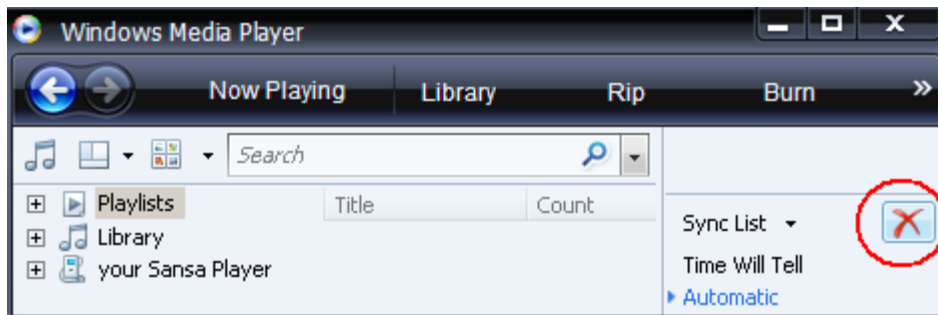 Windows Media Player
Now Playing Library Rip Burn »
Search
Playlists Title Count
Library
your Sansa Player
Sync List
Time Will Tell
Automatic